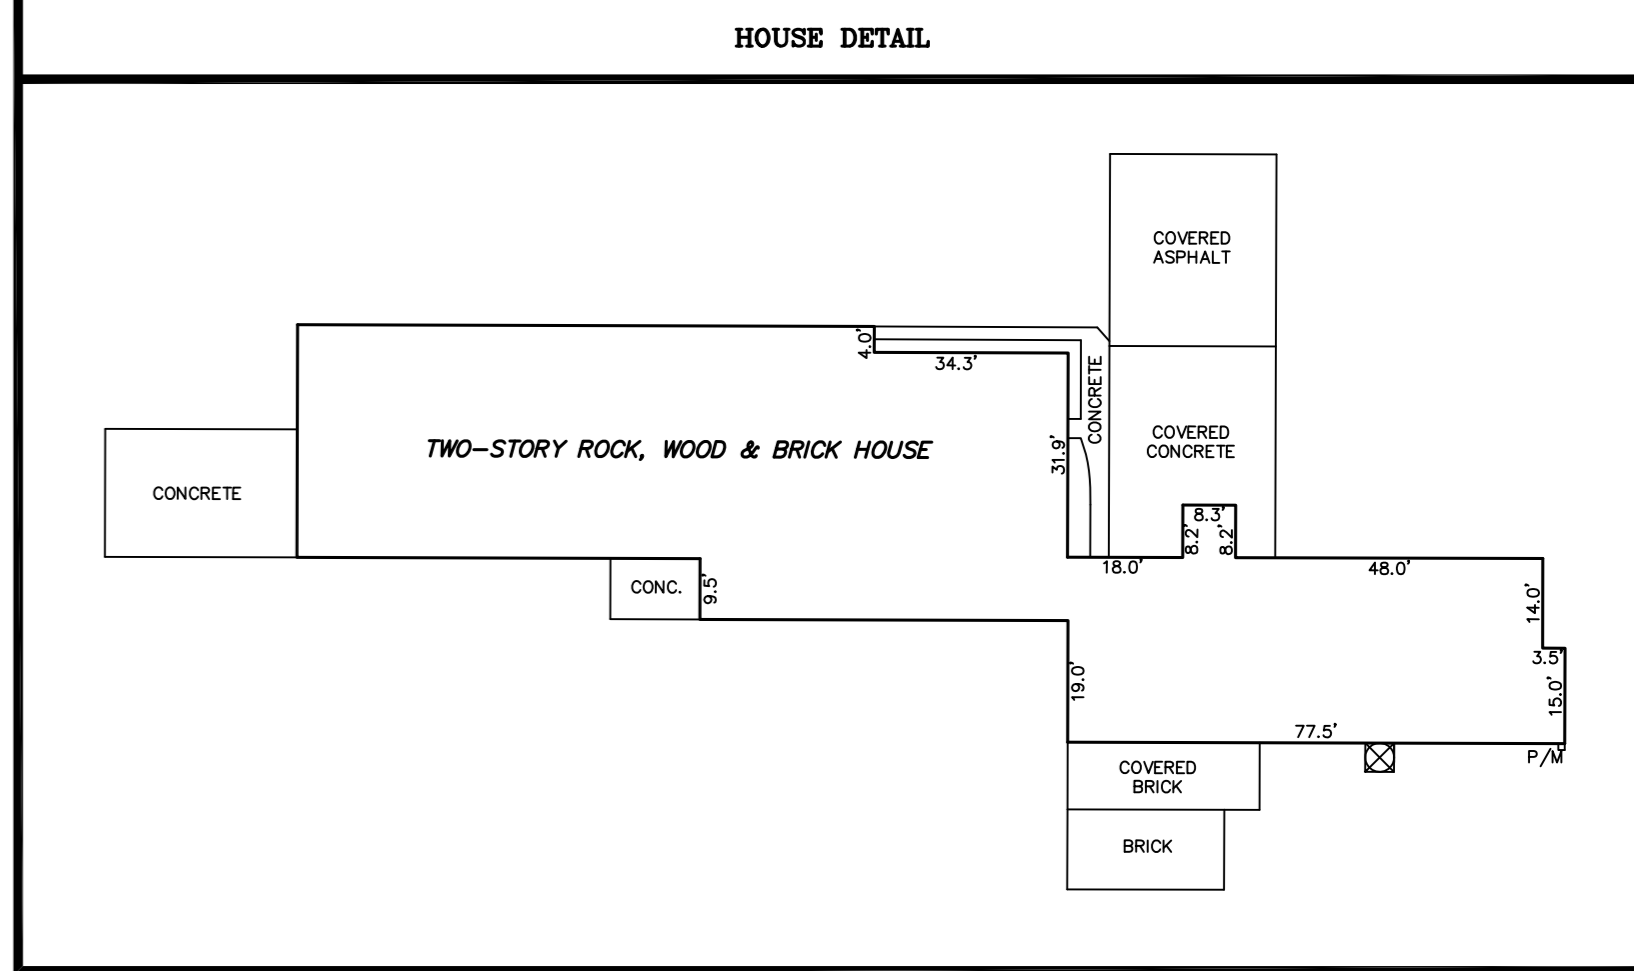 HOUSE DETAIL
COVERED
ASPHALT
4.0'
34.3'
CONCRETE
COVERED
CONCRETE
TWO-STORY ROCK, WOOD & BRICK HOUSE
31.9'
CONCRETE
8.3'
8.2'
8.2'
18.0'
48.0'
CONC.
9.5'
14.0'
3.5'
19.0'
15.0'
77.5'
P/M
COVERED
BRICK
BRICK